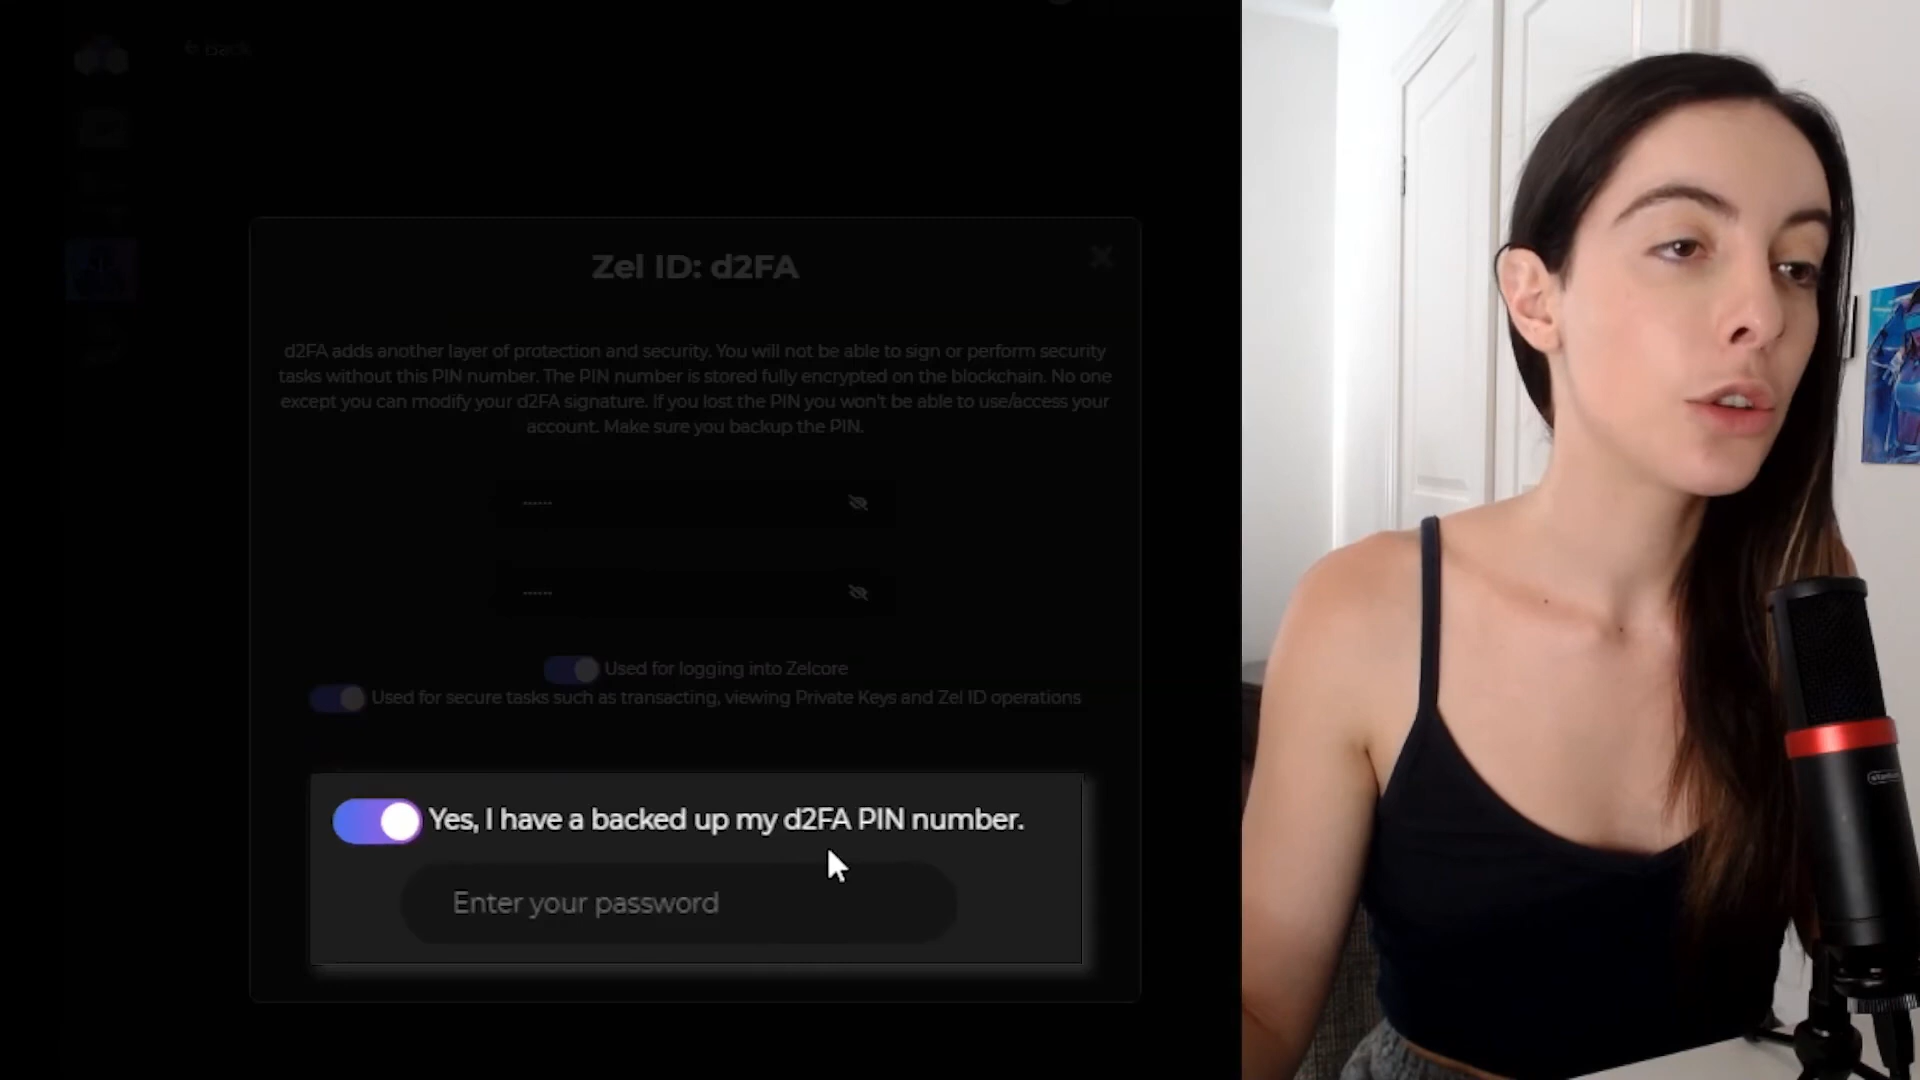 Back
Zel ID: d2FA
d2FA adds another layer of protection and security. You will not be able to sign or perform security
tasks without this PIN number. The PIN number is stored fully encrypted on the blockchain. No one
except you can modify your d2FA signature. If you lost the PIN you won't be able to use/access your
account. Make sure you backup the PIN.
Used for logging into Zelcore
Used for secure tasks such as transacting, viewing Private Keys and Zel ID operations
Yes, I have a backed up my d2FA PIN number.
Enter your password